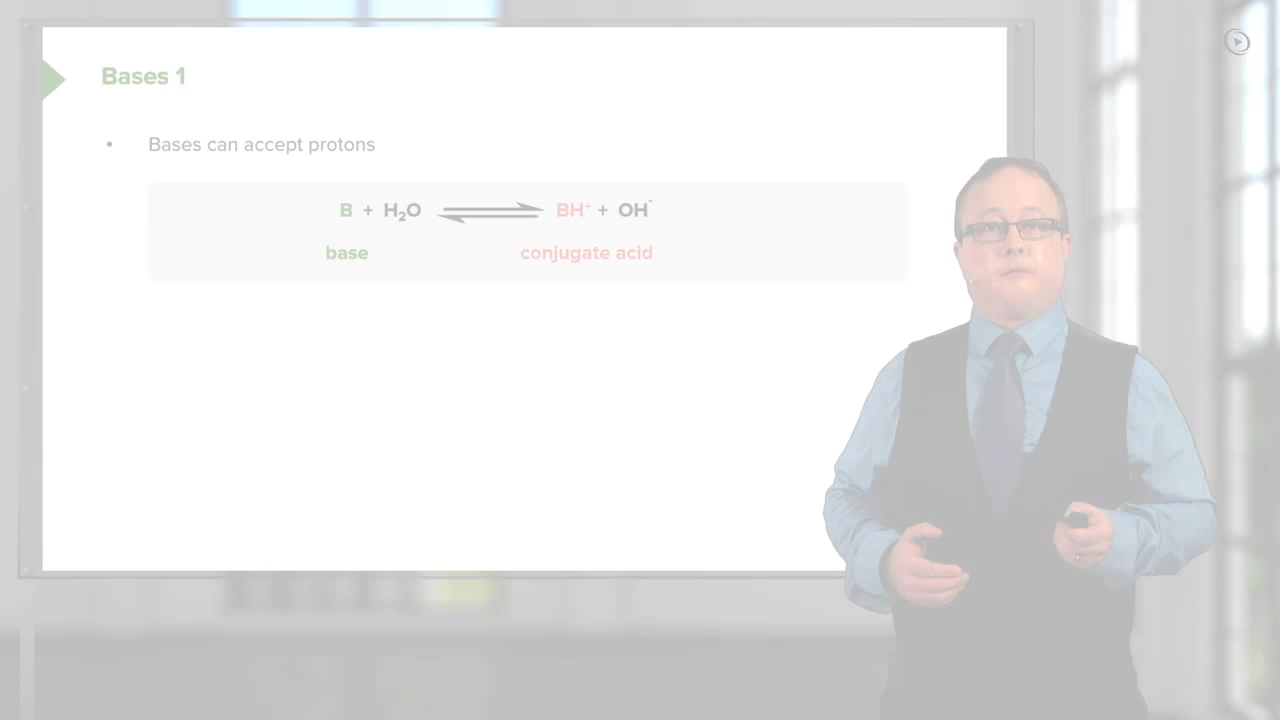 Bases 1
• Bases can accept protons
B + H₂O ⇌ BH⁺ + OH⁻
base conjugate acid